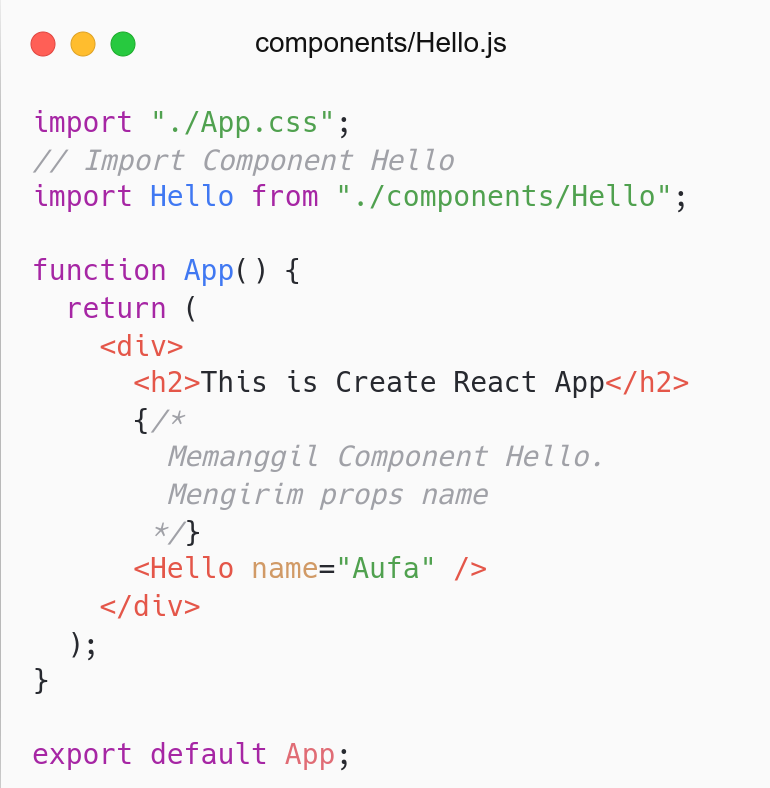 components/Hello.js
import "./App.css";
// Import Component Hello
import Hello from "./components/Hello";
function App() {
  return (
    <div>
      <h2>This is Create React App</h2>
      {/*
        Memanggil Component Hello.
        Mengirim props name
       */}
      <Hello name="Aufa" />
    </div>
  );
}
export default App;